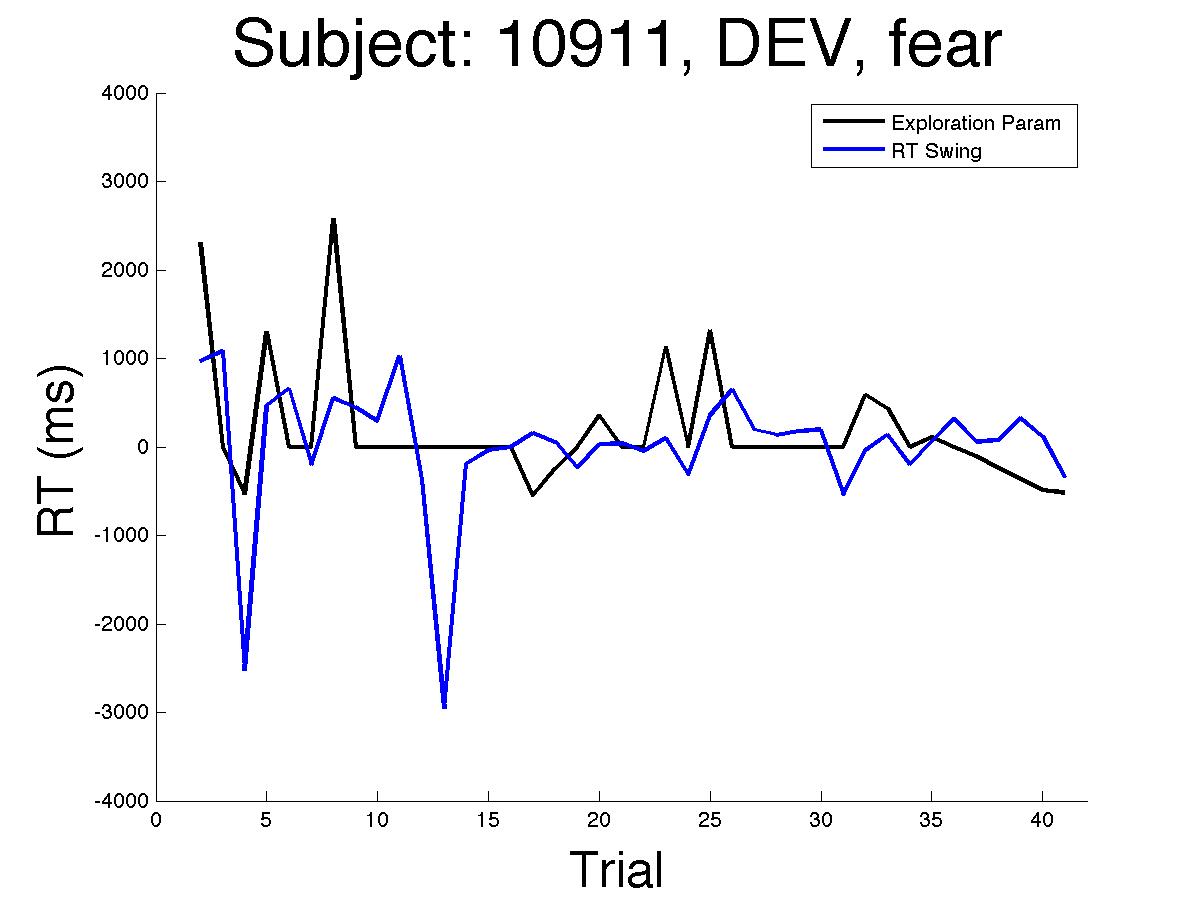 Subject: 10911, DEV, fear
4000
3000
2000
1000
0
-1000
-2000
-3000
-4000
RT (ms)
Exploration Param
RT Swing
0 5 10 15 20 25 30 35 40
Trial